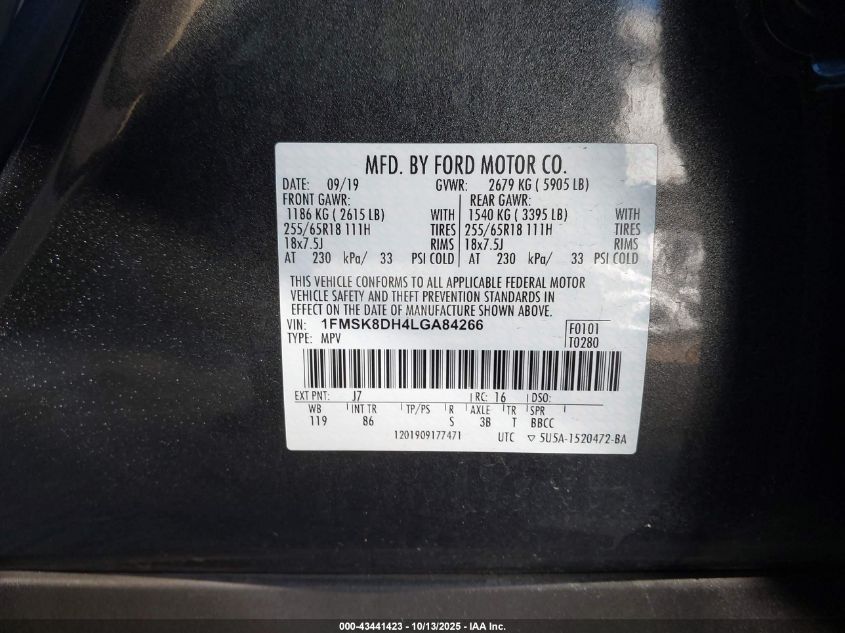 MFD. BY FORD MOTOR CO.
DATE: 09/19 GVWR: 2679 KG ( 5905 LB)
FRONT GAWR: REAR GAWR:
1186 KG ( 2615 LB) WITH 1540 KG ( 3395 LB) WITH
255/65R18 111H TIRES 255/65R18 111H TIRES
18x7.5J RIMS 18x7.5J RIMS
AT 230 kPa/ 33 PSI COLD AT 230 kPa/ 33 PSI COLD
THIS VEHICLE CONFORMS TO ALL APPLICABLE FEDERAL MOTOR
VEHICLE SAFETY AND THEFT PREVENTION STANDARDS IN
EFFECT ON THE DATE OF MANUFACTURE SHOWN ABOVE.
VIN: 1FMSK8DH4LGA84266 F0101
TYPE: MPV T0280
EXT PNT: J7 RC: 16 DSO:
WB INT TR TP/PS R AXLE TR SPR
119 86 S 3B T BBCC
1201909177471 UTC ▽ 5U5A-1520472-BA
000-43441423 - 10/13/2025 - IAA Inc.